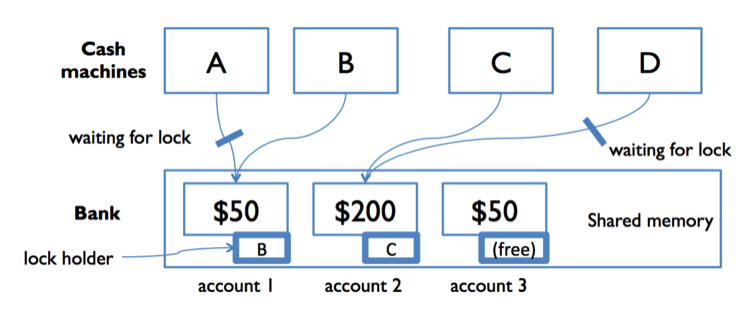 Cash
machines
A
B
C
D
waiting for lock
waiting for lock
Bank
$50
$200
$50
Shared memory
lock holder
B
C
(free)
account 1
account 2
account 3